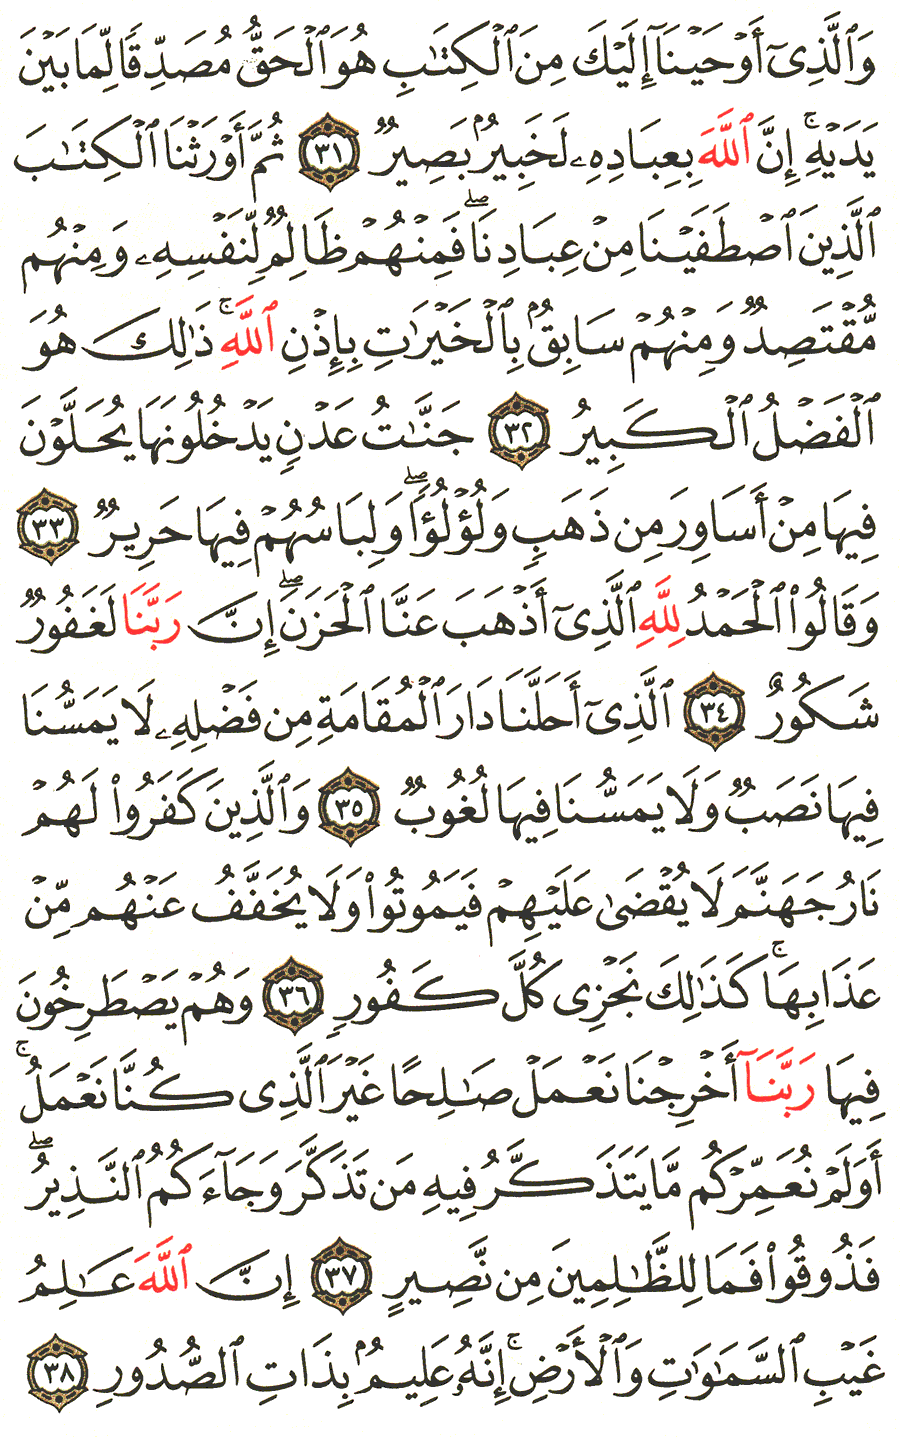 وَٱلَّذِىٓ أَوْحَيْنَآ إِلَيْكَ مِنَ ٱلْكِتَـٰبِ هُوَ ٱلْحَقُّ مُصَدِّقًا لِّمَا بَيْنَ
يَدَيْهِ ۚ إِنَّ ٱللَّهَ بِعِبَادِهِۦ لَخَبِيرٌۢ بَصِيرٌ ٣١ ثُمَّ أَوْرَثْنَا ٱلْكِتَـٰبَ
ٱلَّذِينَ ٱصْطَفَيْنَا مِنْ عِبَادِنَا ۖ فَمِنْهُمْ ظَالِمٌ لِّنَفْسِهِۦ وَمِنْهُم
مُّقْتَصِدٌ وَمِنْهُمْ سَابِقٌۢ بِٱلْخَيْرَٰتِ بِإِذْنِ ٱللَّهِ ۚ ذَٰلِكَ هُوَ
ٱلْفَضْلُ ٱلْكَبِيرُ ٣٢ جَنَّـٰتُ عَدْنٍ يَدْخُلُونَهَا يُحَلَّوْنَ
فِيهَا مِنْ أَسَاوِرَ مِن ذَهَبٍ وَلُؤْلُؤًا ۖ وَلِبَاسُهُمْ فِيهَا حَرِيرٌ ٣٣
وَقَالُوا۟ ٱلْحَمْدُ لِلَّهِ ٱلَّذِىٓ أَذْهَبَ عَنَّا ٱلْحَزَنَ ۖ إِنَّ رَبَّنَا لَغَفُورٌ
شَكُورٌ ٣٤ ٱلَّذِىٓ أَحَلَّنَا دَارَ ٱلْمُقَامَةِ مِن فَضْلِهِۦ لَا يَمَسُّنَا
فِيهَا نَصَبٌ وَلَا يَمَسُّنَا فِيهَا لُغُوبٌ ٣٥ وَٱلَّذِينَ كَفَرُوا۟ لَهُمْ
نَارُ جَهَنَّمَ لَا يُقْضَىٰ عَلَيْهِمْ فَيَمُوتُوا۟ وَلَا يُخَفَّفُ عَنْهُم مِّنْ
عَذَابِهَا ۚ كَذَٰلِكَ نَجْزِى كُلَّ كَفُورٍ ٣٦ وَهُمْ يَصْطَرِخُونَ
فِيهَا رَبَّنَآ أَخْرِجْنَا نَعْمَلْ صَـٰلِحًا غَيْرَ ٱلَّذِى كُنَّا نَعْمَلُ ۚ
أَوَلَمْ نُعَمِّرْكُم مَّا يَتَذَكَّرُ فِيهِ مَن تَذَكَّرَ وَجَآءَكُمُ ٱلنَّذِيرُ ۖ
فَذُوقُوا۟ فَمَا لِلظَّـٰلِمِينَ مِن نَّصِيرٍ ٣٧ إِنَّ ٱللَّهَ عَـٰلِمُ
غَيْبِ ٱلسَّمَـٰوَٰتِ وَٱلْأَرْضِ ۚ إِنَّهُۥ عَلِيمٌۢ بِذَاتِ ٱلصُّدُورِ ٣٨